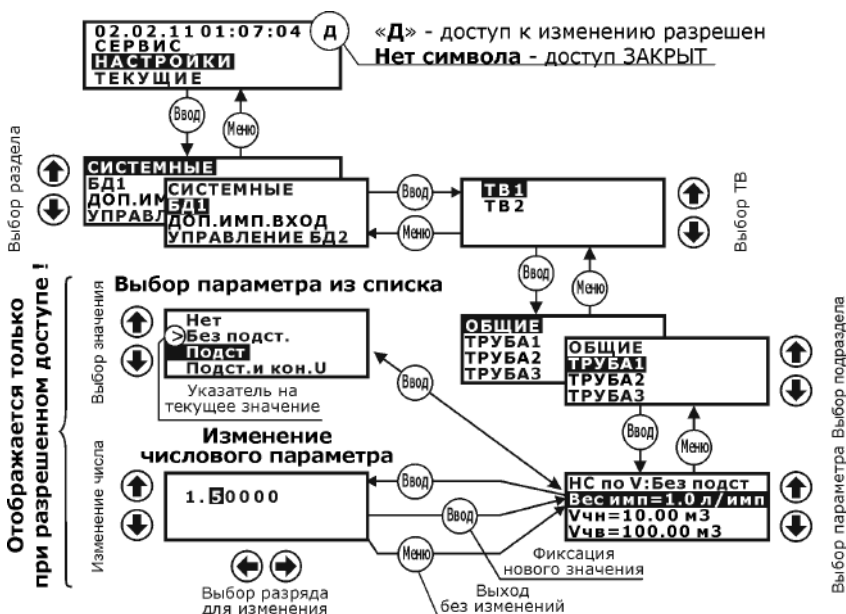 02.02.11 01:07:04
СЕРВИС
НАСТРОЙКИ
ТЕКУЩИЕ
Д
«Д» - доступ к изменению разрешен
Нет символа - доступ ЗАКРЫТ
Ввод
Меню
Выбор раздела
СИСТЕМНЫЕ
БД1
ДОП.ИМ
УПРАВЛ
СИСТЕМНЫЕ
БД1
ДОП.ИМП.ВХОД
УПРАВЛЕНИЕ БД2
Ввод
Меню
ТВ1
ТВ2
Выбор ТВ
Ввод
Меню
Отображается только
при разрешенном доступе !
Выбор параметра из списка
Выбор значения
Нет
>Без подст.
Подст
Подст.и кон.U
Указатель на
текущее значение
Ввод
ОБЩИЕ
ТРУБА1
ТРУБА2
ТРУБА3
ОБЩИЕ
ТРУБА1
ТРУБА2
ТРУБА3
Выбор подраздела
Ввод
Меню
Изменение
числового параметра
Изменение числа
1.50000
Ввод
Ввод
Меню
НС по V:Без подст
Вес имп=1.0 л/имп
Vчн=10.00 м3
Vчв=100.00 м3
Выбор параметра
Фиксация
нового значения
Выбор разряда
для изменения
Выход
без изменений